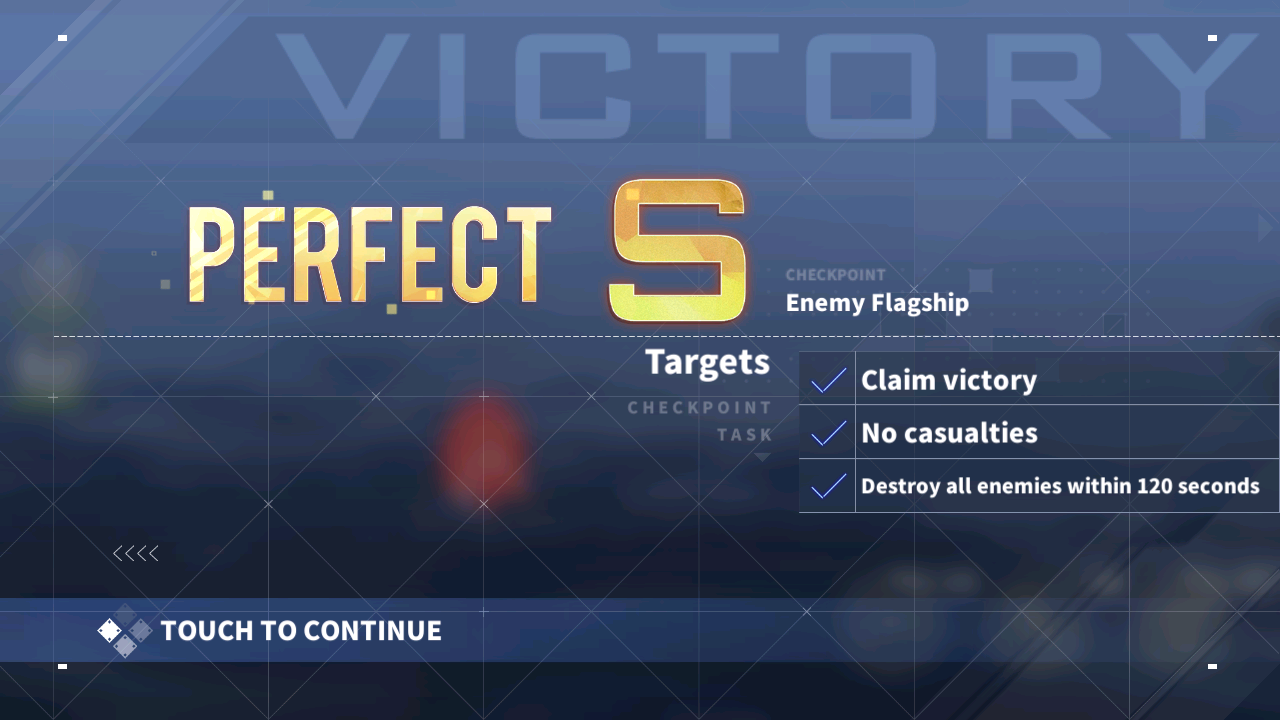 VICTORY
PERFECT S
CHECKPOINT
Enemy Flagship
Targets
CHECKPOINT
TASK
Claim victory
No casualties
Destroy all enemies within 120 seconds
TOUCH TO CONTINUE